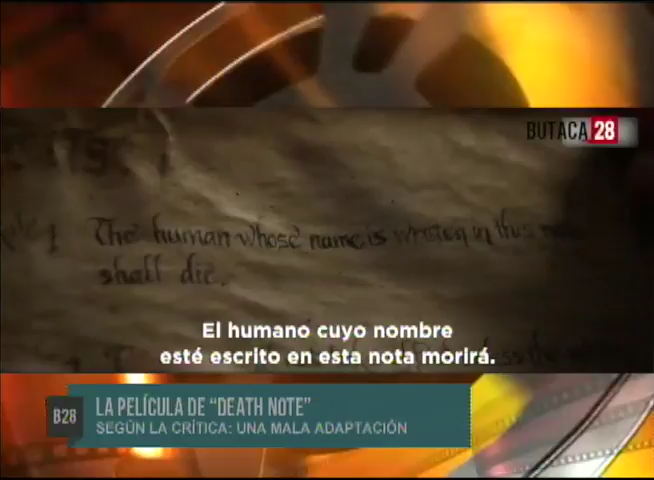 BUTACA 28
The human whose name is written in this
shall die.
El humano cuyo nombre
esté escrito en esta nota morirá.
B28
LA PELÍCULA DE "DEATH NOTE"
SEGÚN LA CRÍTICA: UNA MALA ADAPTACIÓN